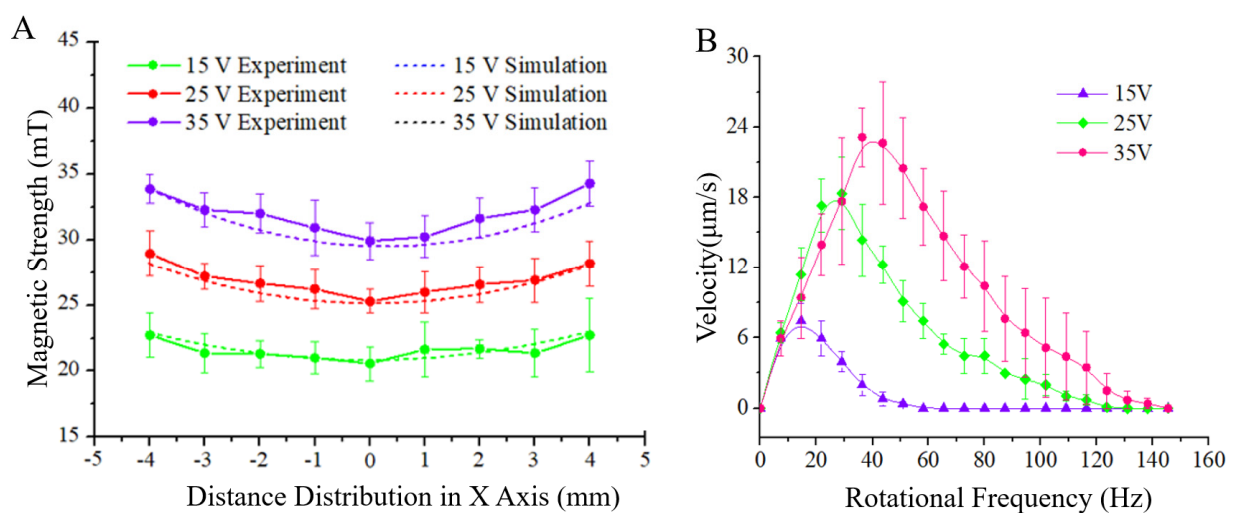 A
45
40
35
30
25
20
15
Magnetic Strength (mT)
15 V Experiment
25 V Experiment
35 V Experiment
15 V Simulation
25 V Simulation
35 V Simulation
-5 -4 -3 -2 -1 0 1 2 3 4 5
Distance Distribution in X Axis (mm)
B
30
24
18
12
6
0
Velocity(μm/s)
15V
25V
35V
0 20 40 60 80 100 120 140 160
Rotational Frequency (Hz)